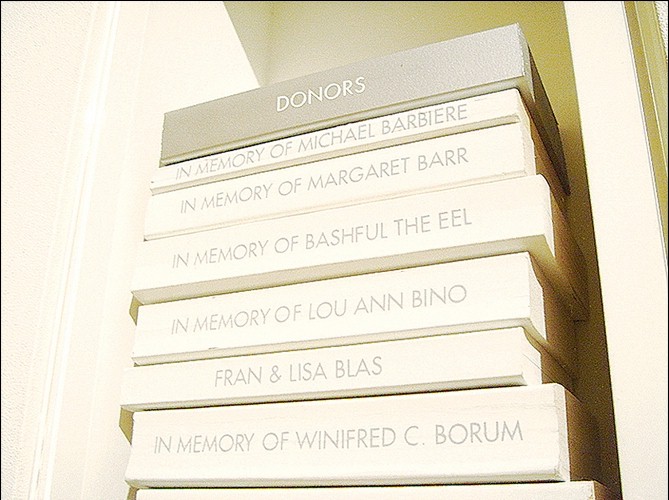 DONORS
IN MEMORY OF MICHAEL BARBIERE
IN MEMORY OF MARGARET BARR
IN MEMORY OF BASHFUL THE EEL
IN MEMORY OF LOU ANN BINO
FRAN & LISA BLAS
IN MEMORY OF WINIFRED C. BORUM